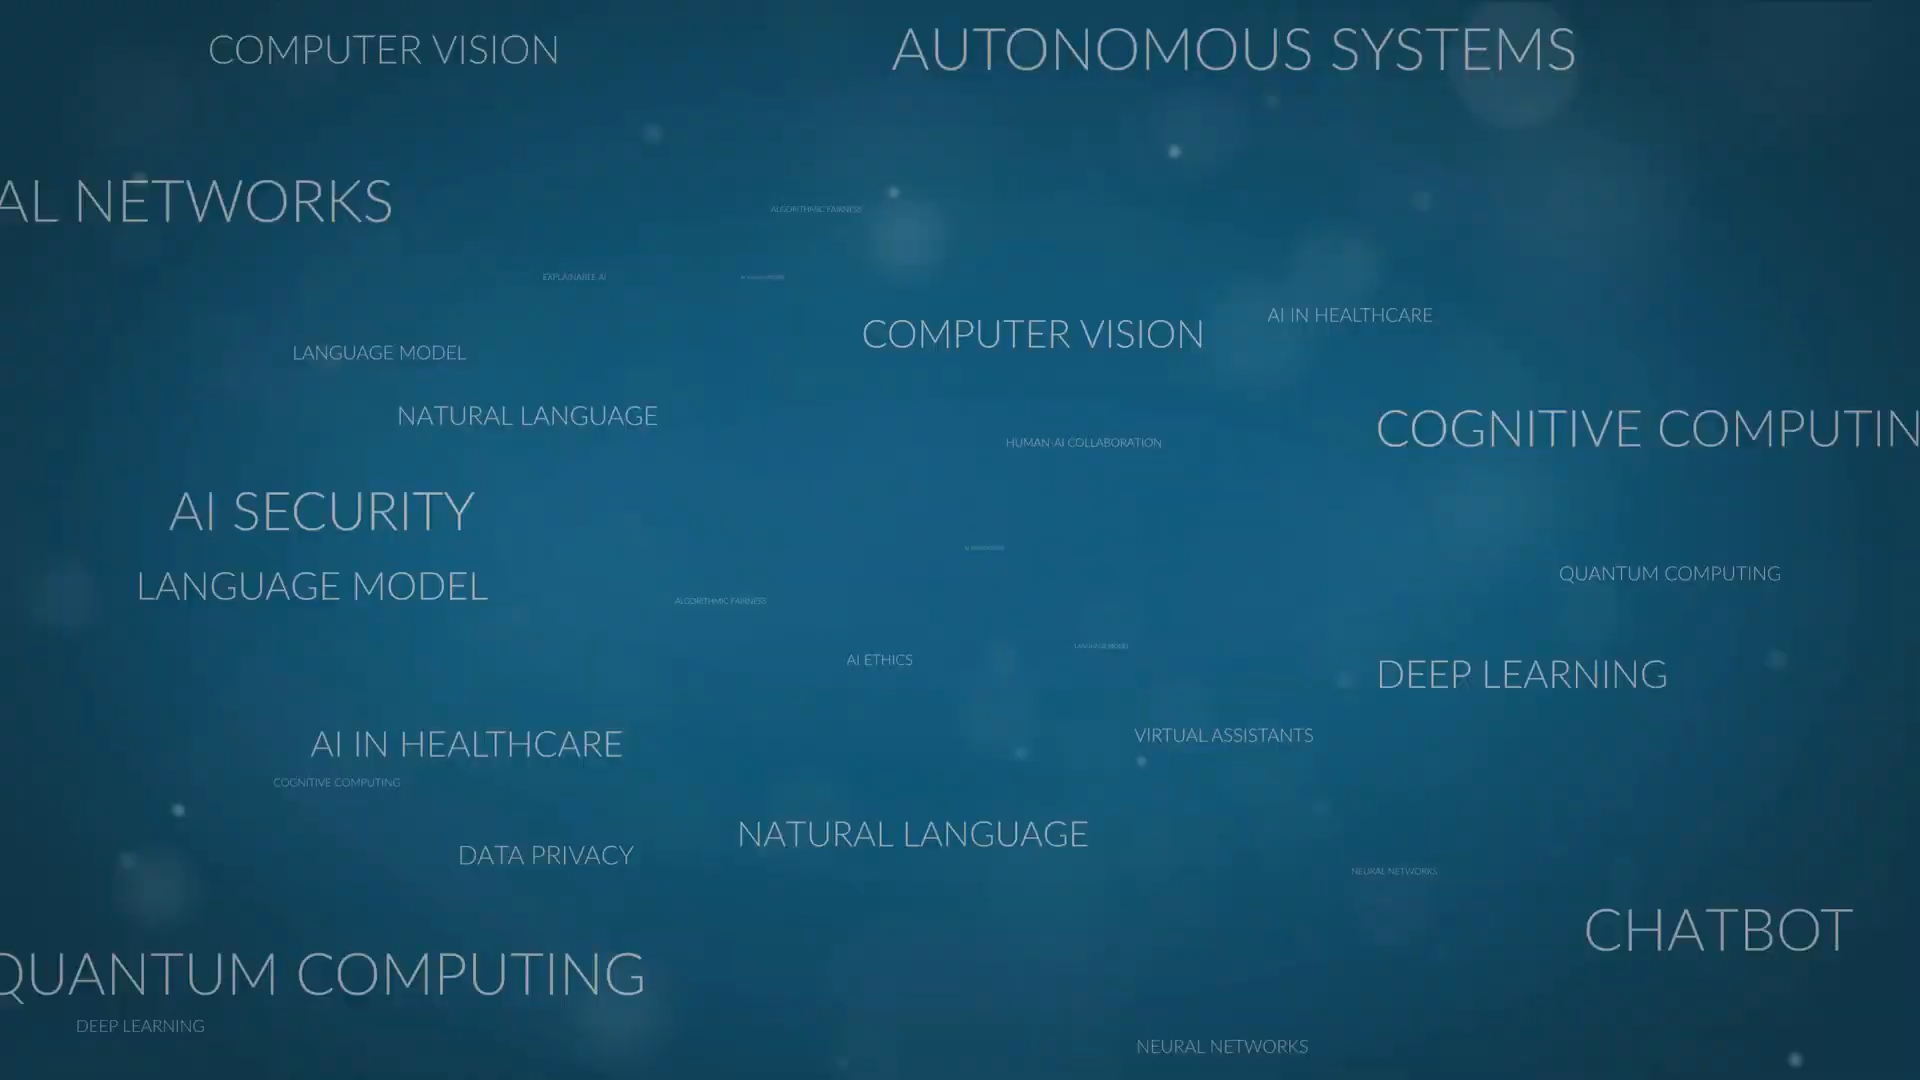 COMPUTER VISION
AUTONOMOUS SYSTEMS
AL NETWORKS
ALGORITHMIC FAIRNESS
EXPLAINABLE AI
COMPUTER VISION
AI IN HEALTHCARE
LANGUAGE MODEL
NATURAL LANGUAGE
COGNITIVE COMPUTIN
HUMAN-AI COLLABORATION
AI SECURITY
QUANTUM COMPUTING
LANGUAGE MODEL
ALGORITHMIC FAIRNESS
LANGUAGE MODEL
AI ETHICS
DEEP LEARNING
VIRTUAL ASSISTANTS
AI IN HEALTHCARE
COGNITIVE COMPUTING
NATURAL LANGUAGE
DATA PRIVACY
NEURAL NETWORKS
CHATBOT
QUANTUM COMPUTING
DEEP LEARNING
NEURAL NETWORKS